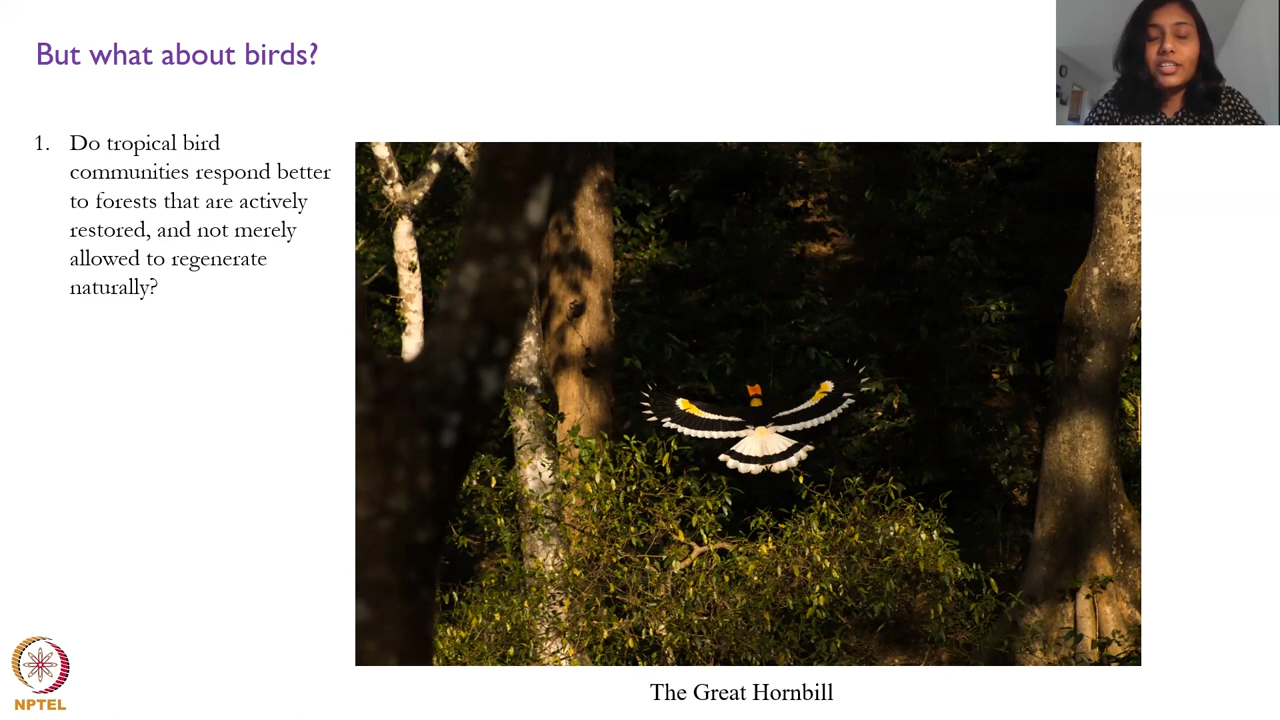 But what about birds?
1. Do tropical bird
communities respond better
to forests that are actively
restored, and not merely
allowed to regenerate
naturally?
The Great Hornbill
NPTEL